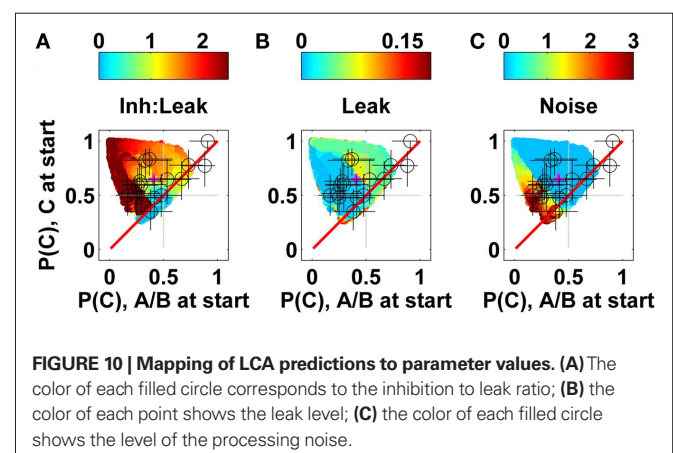 A 0 1 2 B 0 0.15 C 0 1 2 3
Inh:Leak Leak Noise
P(C), C at start
1 1 1
0.5 0.5 0.5
0 0 0
0 0.5 1 0 0.5 1 0 0.5 1
P(C), A/B at start P(C), A/B at start P(C), A/B at start
FIGURE 10 | Mapping of LCA predictions to parameter values. (A) The
color of each filled circle corresponds to the inhibition to leak ratio; (B) the
color of each point shows the leak level; (C) the color of each filled circle
shows the level of the processing noise.